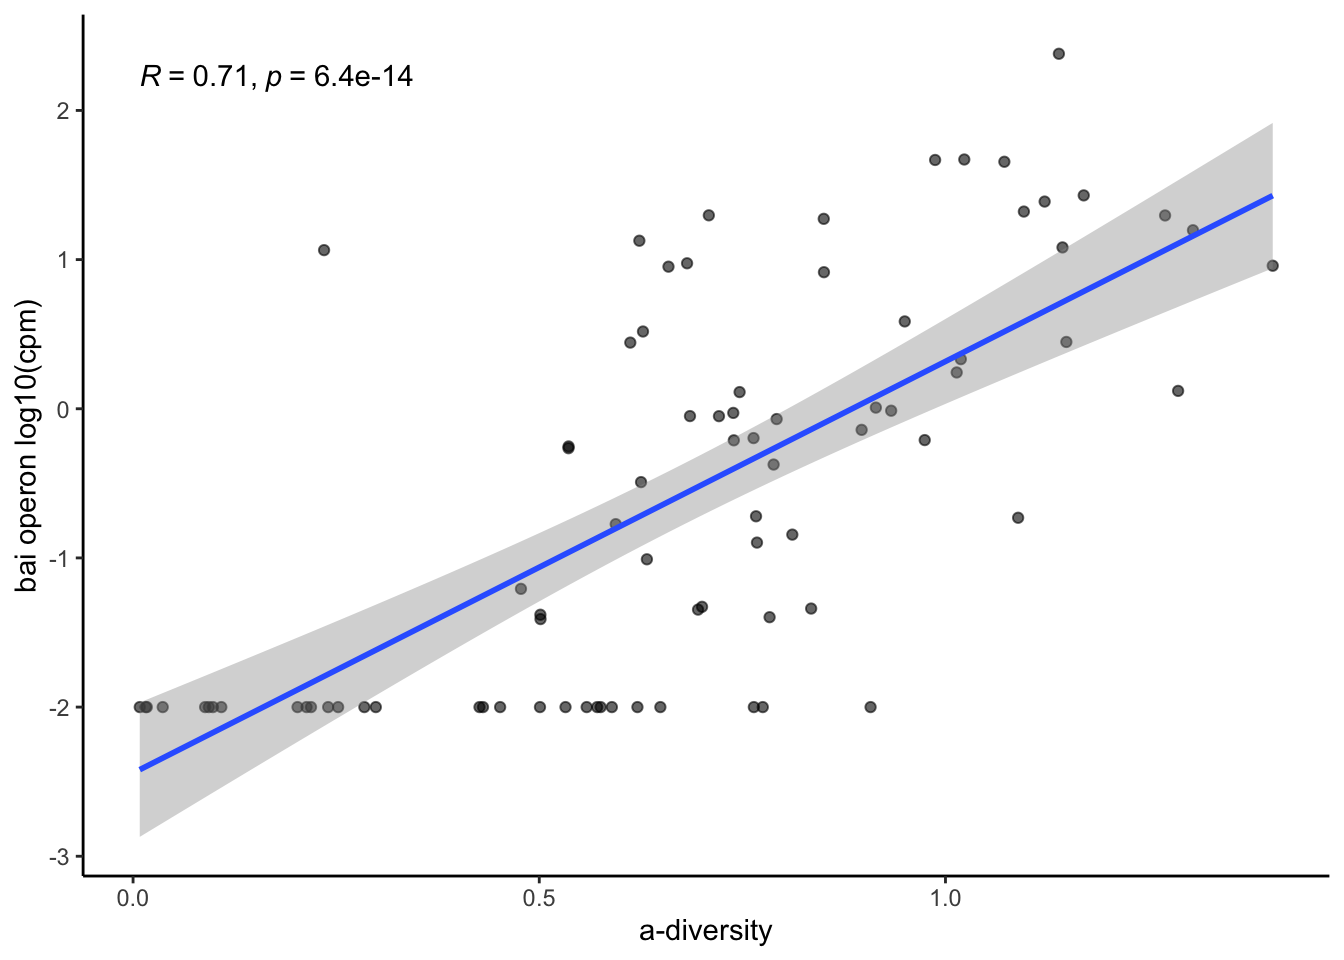 R = 0.71, p = 6.4e-14
2
1
0
-1
-2
-3
bai operon log10(cpm)
0.0 0.5 1.0
a-diversity